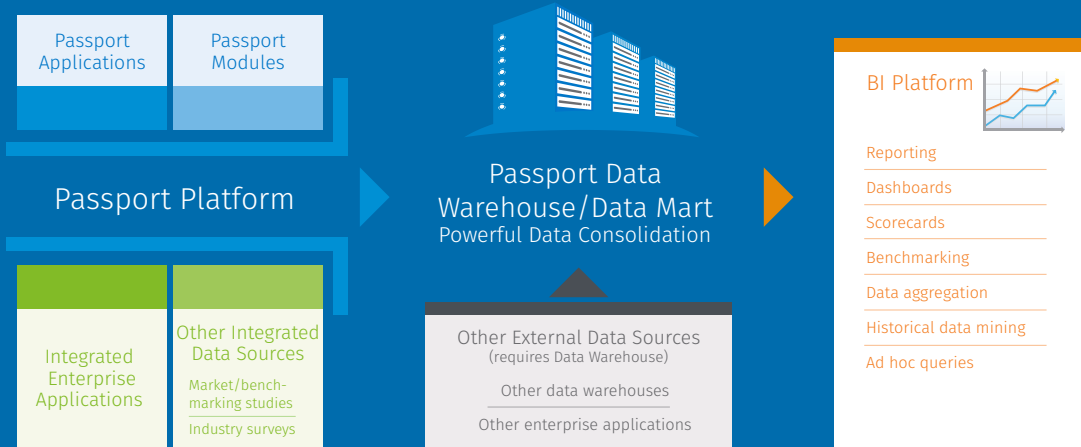 Passport
Applications
Passport
Modules
Passport Platform
Integrated
Enterprise
Applications
Other Integrated
Data Sources
Market/bench-
marking studies
Industry surveys
Passport Data
Warehouse/Data Mart
Powerful Data Consolidation
Other External Data Sources
(requires Data Warehouse)
Other data warehouses
Other enterprise applications
BI Platform
Reporting
Dashboards
Scorecards
Benchmarking
Data aggregation
Historical data mining
Ad hoc queries